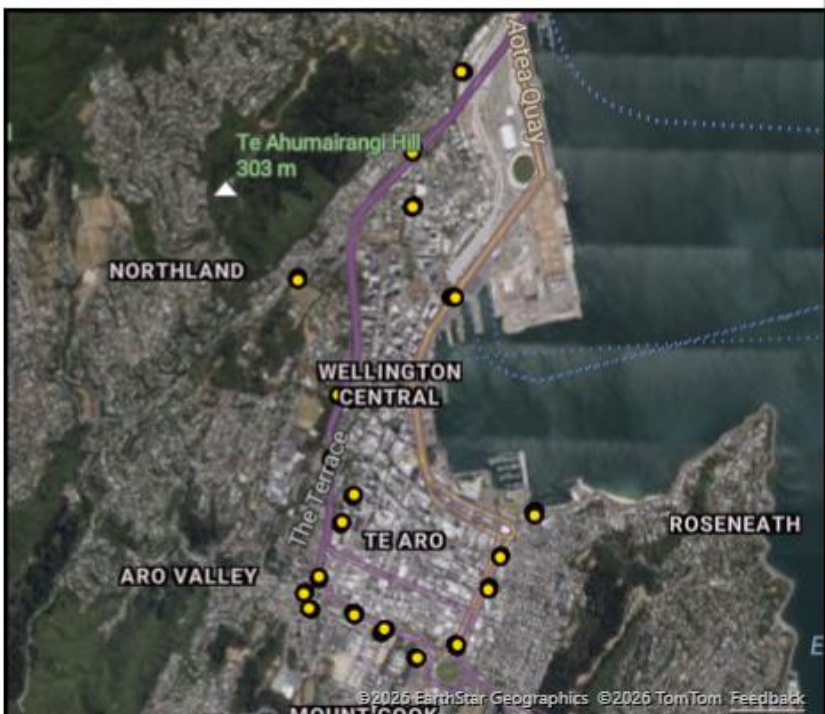 Aotea Quay
Te Ahumairangi Hill
303 m
NORTHLAND
WELLINGTON
CENTRAL
The Terrace
TE ARO
ROSENEATH
ARO VALLEY
E
MOUNT COOK
©2026 EarthStar Geographics ©2026 TomTom Feedback